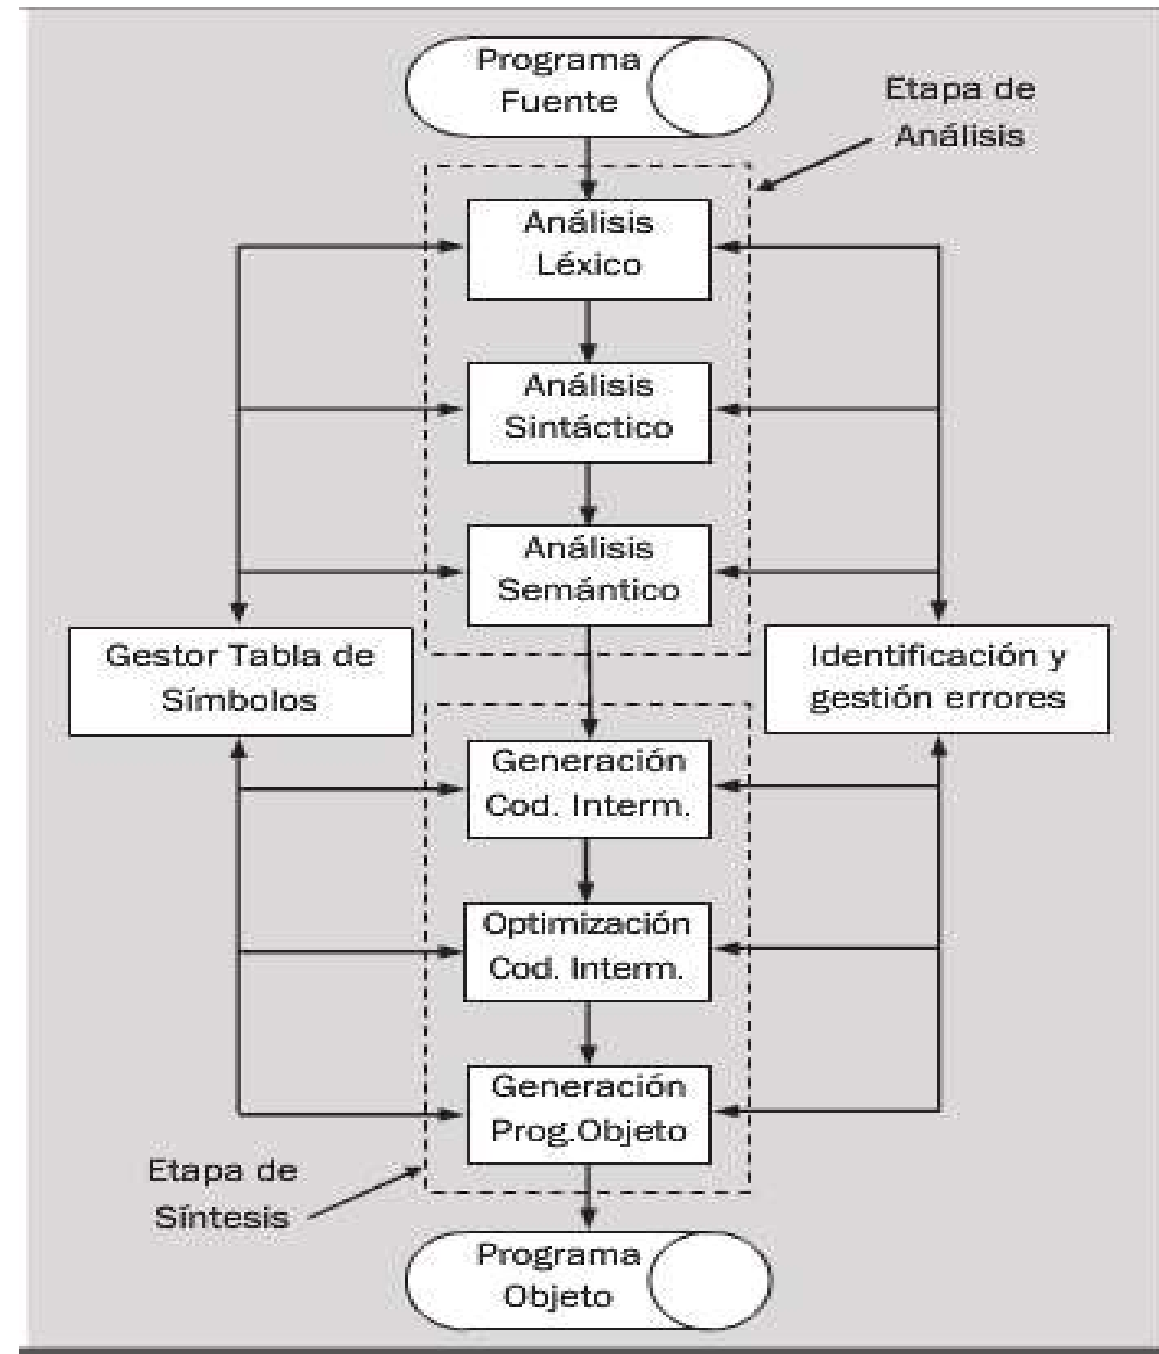 Programa
Fuente
Etapa de
Análisis
Análisis
Léxico
Análisis
Sintáctico
Análisis
Semántico
Gestor Tabla de
Símbolos
Identificación y
gestión errores
Generación
Cod. Interm.
Optimización
Cod. Interm.
Generación
Prog.Objeto
Etapa de
Síntesis
Programa
Objeto